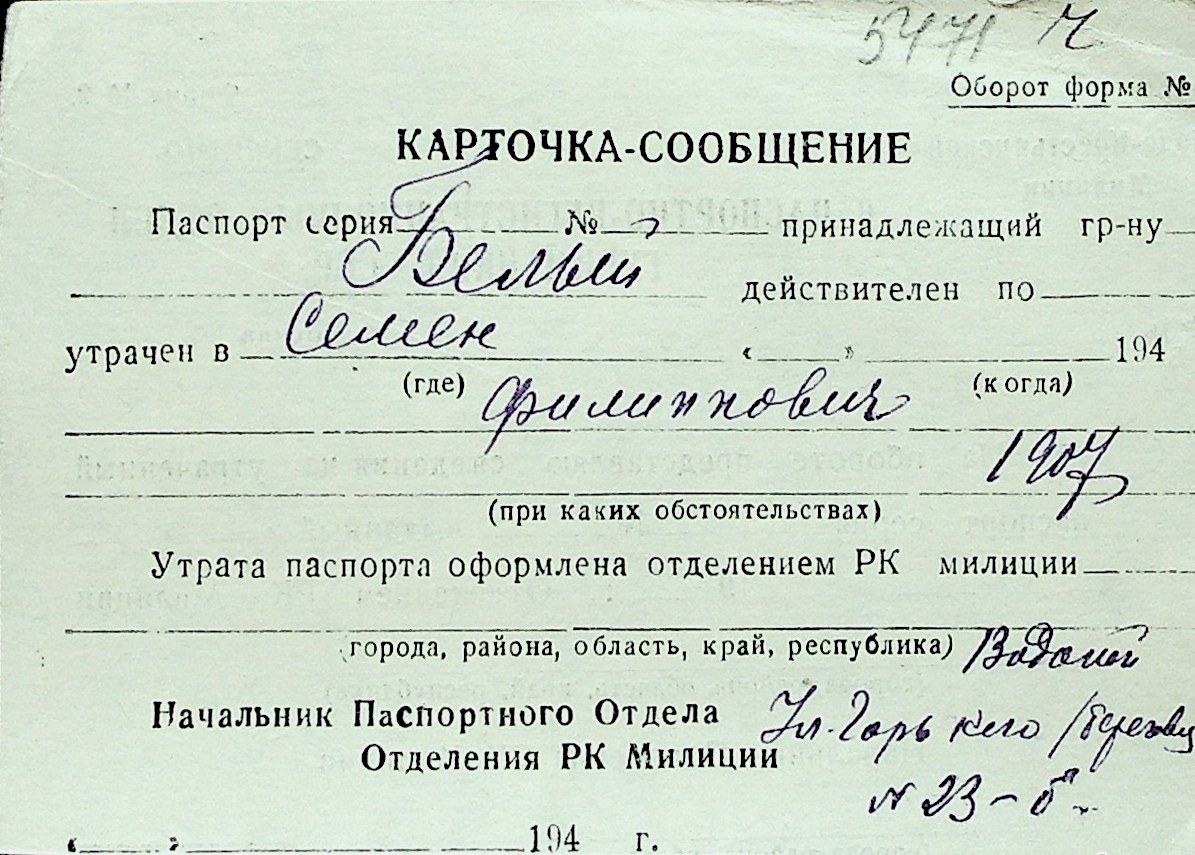 5471 ч
Оборот форма №
КАРТОЧКА-СООБЩЕНИЕ
Паспорт серия № принадлежащий гр-ну
Белый
действителен по
Семен
утрачен в « » 194
(где) (когда)
Филиппович
1907
(при каких обстоятельствах)
Утрата паспорта оформлена отделением РК милиции
(города, района, область, край, республика)
Начальник Паспортного Отдела
Ул. Горького
Отделения РК Милиции
№ 23 – б
« » 194 г.